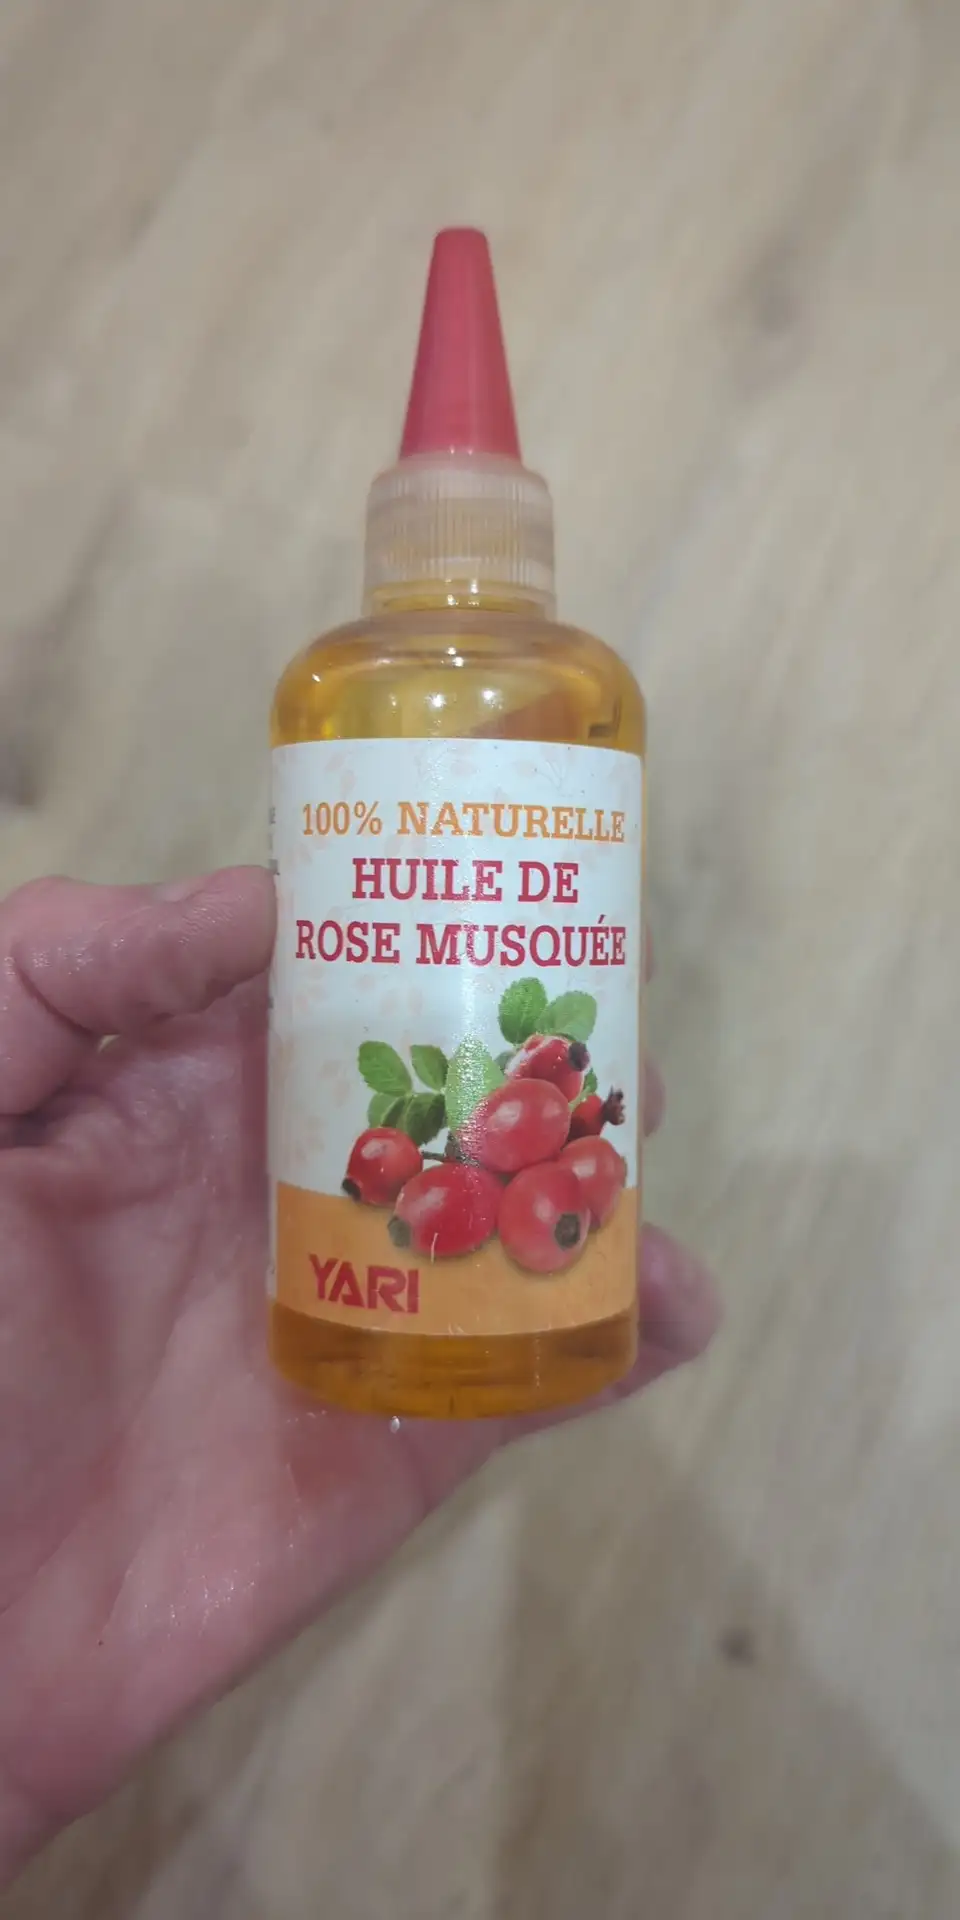 100% NATURELLE
HUILE DE
ROSE MUSQUÉE
YARI